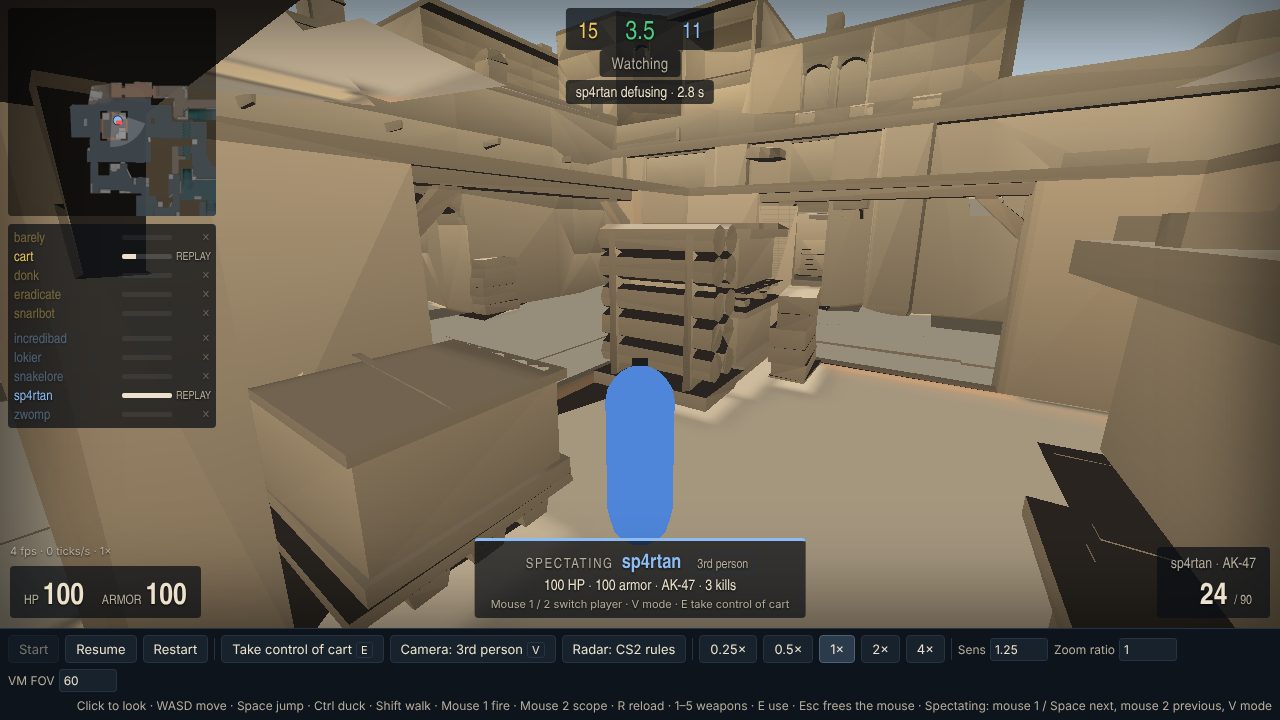 15 3.5 11
Watching
sp4rtan defusing · 2.8 s
barely ×
cart REPLAY
donk ×
eradicate ×
snarlbot ×
incredibad ×
lokier ×
snakelore ×
sp4rtan REPLAY
zwomp ×
4 fps · 0 ticks/s · 1×
HP 100 ARMOR 100
SPECTATING sp4rtan 3rd person
100 HP · 100 armor · AK-47 · 3 kills
Mouse 1 / 2 switch player · V mode · E take control of cart
sp4rtan · AK-47
24 / 90
Start Resume Restart Take control of cart E Camera: 3rd person V Radar: CS2 rules 0.25× 0.5× 1× 2× 4× Sens 1.25 Zoom ratio 1
VM FOV 60
Click to look · WASD move · Space jump · Ctrl duck · Shift walk · Mouse 1 fire · Mouse 2 scope · R reload · 1–5 weapons · E use · Esc frees the mouse · Spectating: mouse 1 / Space next, mouse 2 previous, V mode